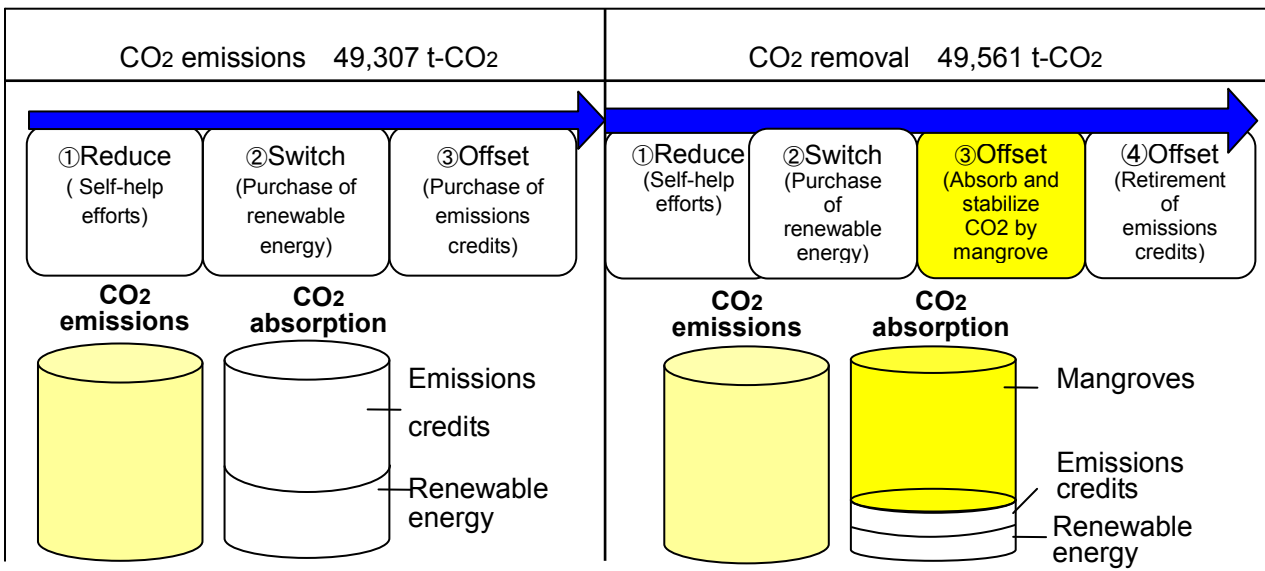 CO2 emissions 49,307 t-CO2
CO2 removal 49,561 t-CO2
①Reduce
( Self-help
efforts)
②Switch
(Purchase of
renewable
energy)
③Offset
(Purchase of
emissions
credits)
①Reduce
(Self-help
efforts)
②Switch
(Purchase
of
renewable
energy)
③Offset
(Absorb and
stabilize
CO2 by
mangrove
④Offset
(Retirement
of
emissions
credits)
CO2
emissions
CO2
absorption
Emissions
credits
Renewable
energy
CO2
emissions
CO2
absorption
Mangroves
Emissions
credits
Renewable
energy